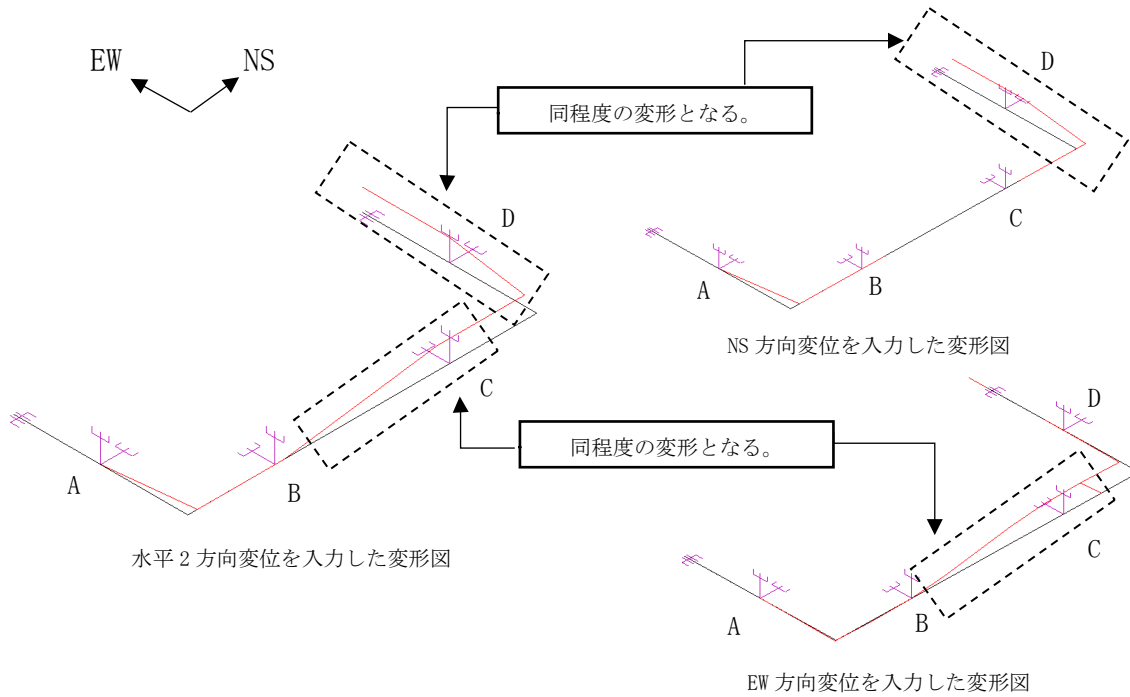 EW
NS
同程度の変形となる。
D
D
C
A
B
C
A
B
NS 方向変位を入力した変形図
水平 2 方向変位を入力した変形図
同程度の変形となる。
D
C
A
B
EW 方向変位を入力した変形図